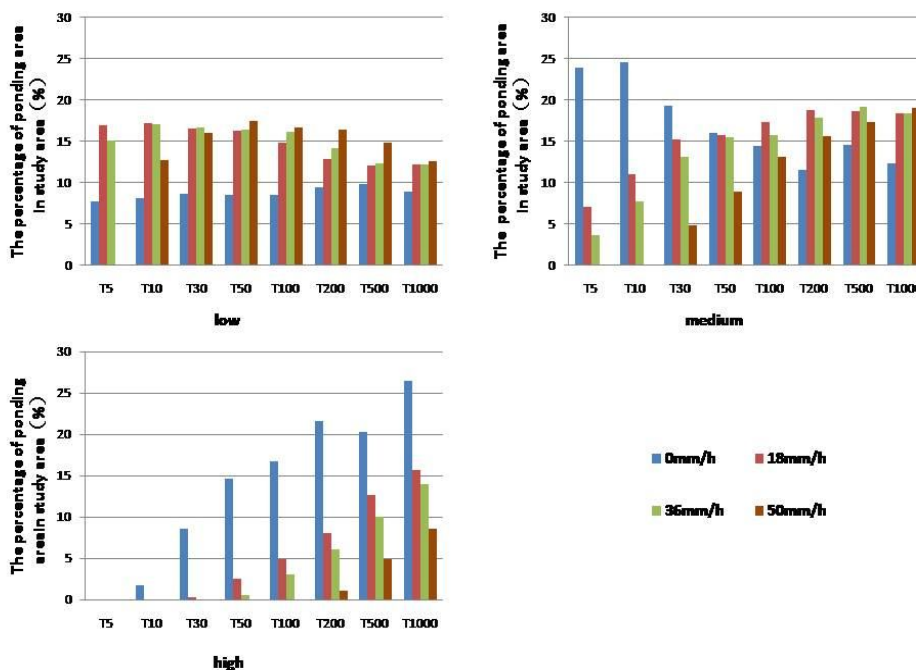 The percentage of ponding area
in study area（%）
30
25
20
15
10
5
0
T5 T10 T30 T50 T100 T200 T500 T1000
low
The percentage of ponding area
in study area（%）
30
25
20
15
10
5
0
T5 T10 T30 T50 T100 T200 T500 T1000
medium
The percentage of ponding
areain study area（%）
30
25
20
15
10
5
0
T5 T10 T30 T50 T100 T200 T500 T1000
high
0mm/h 18mm/h
36mm/h 50mm/h